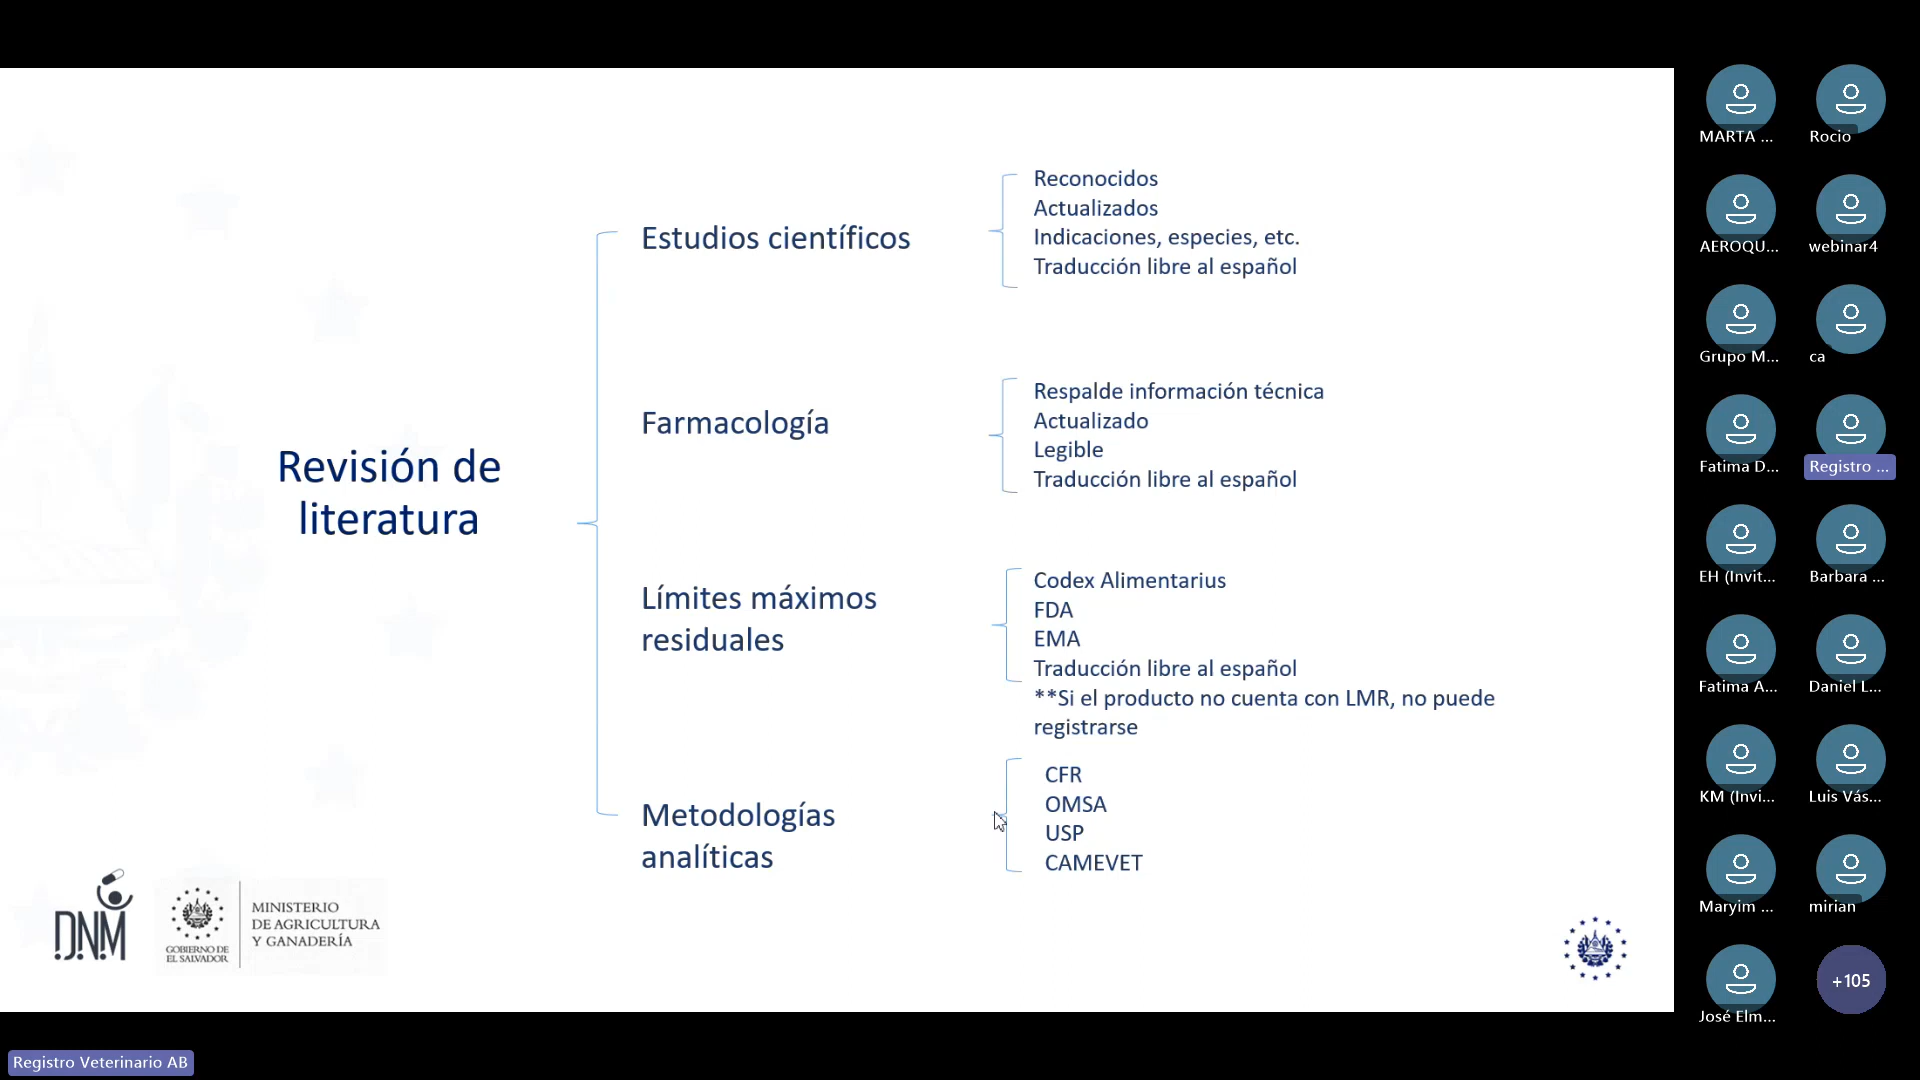 Revisión de
literatura
Estudios científicos
Reconocidos
Actualizados
Indicaciones, especies, etc.
Traducción libre al español
Farmacología
Respalde información técnica
Actualizado
Legible
Traducción libre al español
Límites máximos
residuales
Codex Alimentarius
FDA
EMA
Traducción libre al español
**Si el producto no cuenta con LMR, no puede
registrarse
Metodologías
analíticas
CFR
OMSA
USP
CAMEVET
DNM
GOBIERNO DE
EL SALVADOR
MINISTERIO
DE AGRICULTURA
Y GANADERÍA
MARTA ...
Rocio
AEROQU...
webinar4
Grupo M...
ca
Fatima D...
Registro ...
EH (Invit...
Barbara ...
Fatima A...
Daniel L...
KM (Invi...
Luis Vás...
Maryim ...
mirian
José Elm...
+105
Registro Veterinario AB